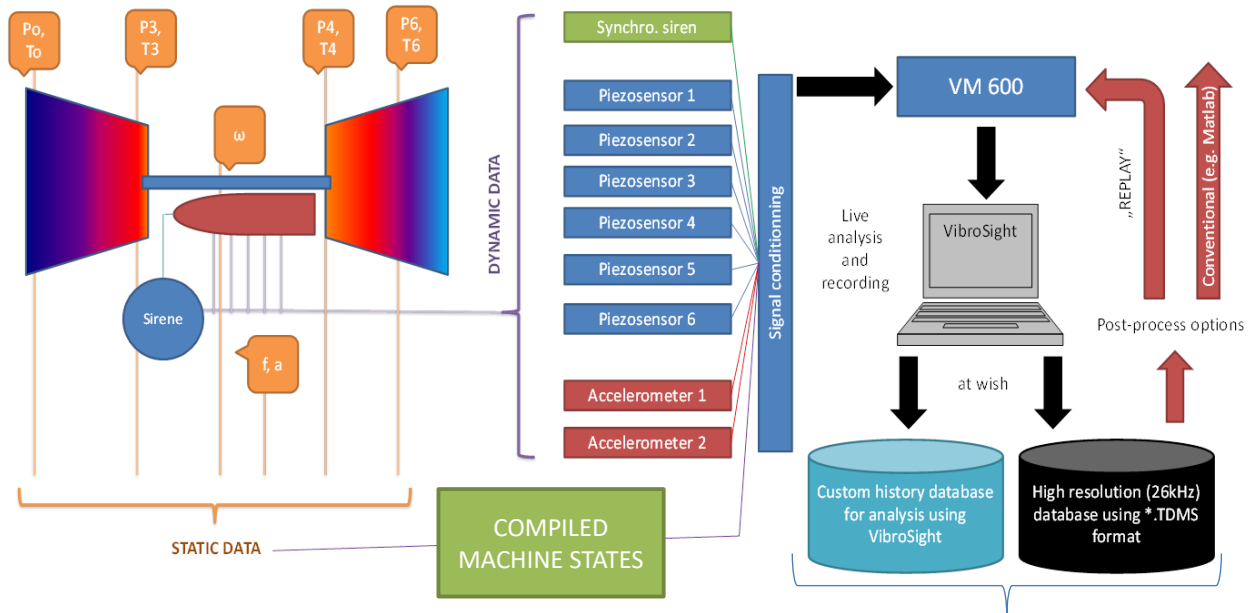 Po,
To
P3,
T3
P4,
T4
P6,
T6
ω
Sirene
f, a
STATIC DATA
DYNAMIC DATA
Synchro. siren
Piezosensor 1
Piezosensor 2
Piezosensor 3
Piezosensor 4
Piezosensor 5
Piezosensor 6
Accelerometer 1
Accelerometer 2
COMPILED
MACHINE STATES
Signal conditionning
VM 600
Live
analysis
and
recording
VibroSight
„REPLAY“
Conventional (e.g. Matlab)
Post-process options
at wish
Custom history database
for analysis using
VibroSight
High resolution (26kHz)
database using *.TDMS
format